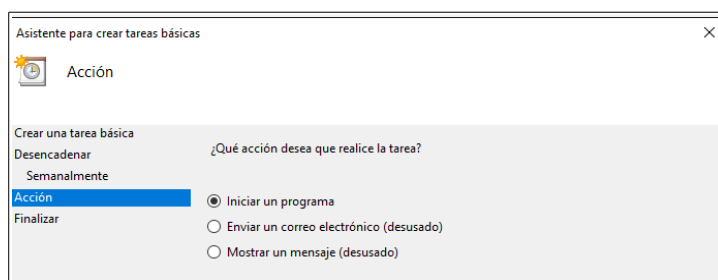 Asistente para crear tareas básicas
Acción
Crear una tarea básica
Desencadenar
Semanalmente
Acción
Finalizar
¿Qué acción desea que realice la tarea?
Iniciar un programa
Enviar un correo electrónico (desusado)
Mostrar un mensaje (desusado)